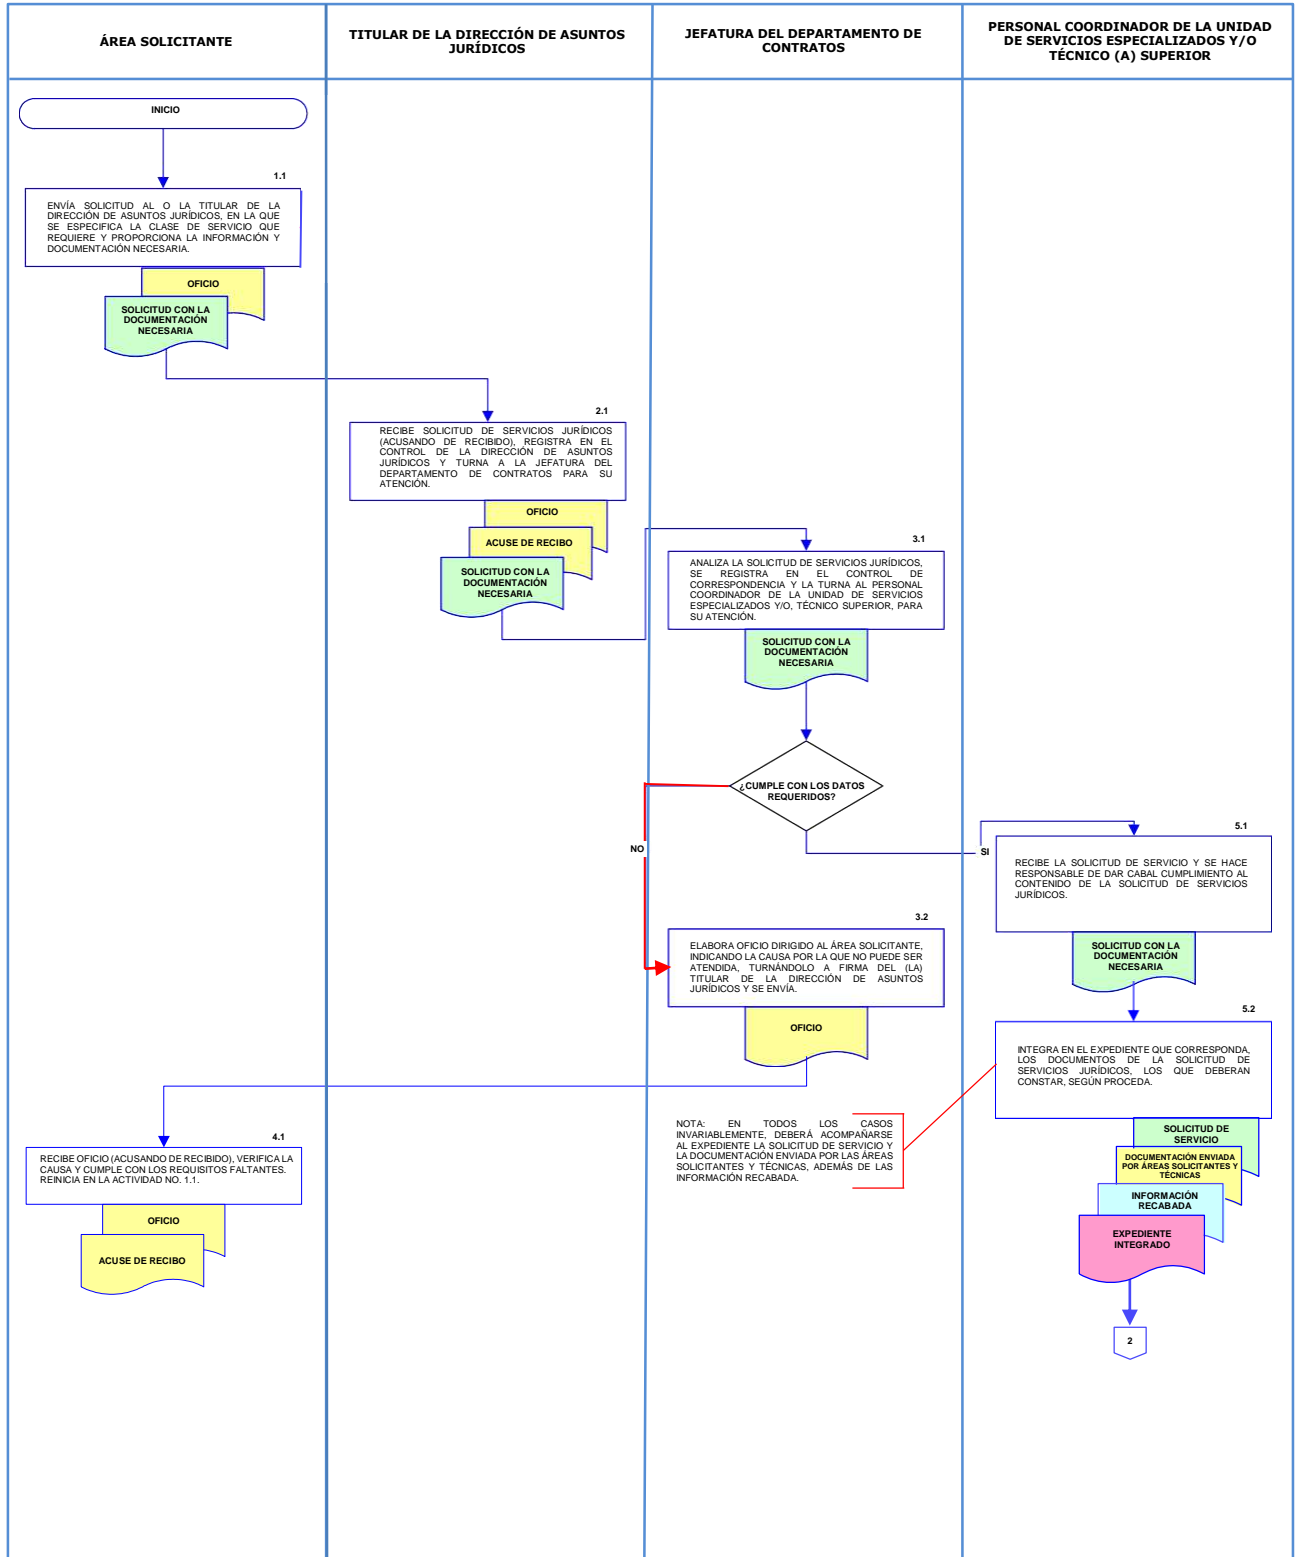 ÁREA SOLICITANTE
TITULAR DE LA DIRECCIÓN DE ASUNTOS
JURÍDICOS
JEFATURA DEL DEPARTAMENTO DE
CONTRATOS
PERSONAL COORDINADOR DE LA UNIDAD
DE SERVICIOS ESPECIALIZADOS Y/O
TÉCNICO (A) SUPERIOR
INICIO
1.1
ENVÍA SOLICITUD AL O LA TITULAR DE LA
DIRECCIÓN DE ASUNTOS JURÍDICOS, EN LA QUE
SE ESPECIFICA LA CLASE DE SERVICIO QUE
REQUIERE Y PROPORCIONA LA INFORMACIÓN Y
DOCUMENTACIÓN NECESARIA.
OFICIO
SOLICITUD CON LA
DOCUMENTACIÓN
NECESARIA
2.1
RECIBE SOLICITUD DE SERVICIOS JURÍDICOS
(ACUSANDO DE RECIBIDO), REGISTRA EN EL
CONTROL DE LA DIRECCIÓN DE ASUNTOS
JURÍDICOS Y TURNA A LA JEFATURA DEL
DEPARTAMENTO DE CONTRATOS PARA SU
ATENCIÓN.
OFICIO
ACUSE DE RECIBO
SOLICITUD CON LA
DOCUMENTACIÓN
NECESARIA
3.1
ANALIZA LA SOLICITUD DE SERVICIOS JURÍDICOS,
SE REGISTRA EN EL CONTROL DE
CORRESPONDENCIA Y LA TURNA AL PERSONAL
COORDINADOR DE LA UNIDAD DE SERVICIOS
ESPECIALIZADOS Y/O, TÉCNICO SUPERIOR, PARA
SU ATENCIÓN.
SOLICITUD CON LA
DOCUMENTACIÓN
NECESARIA
¿CUMPLE CON LOS DATOS
REQUERIDOS?
NO
SI
5.1
RECIBE LA SOLICITUD DE SERVICIO Y SE HACE
RESPONSABLE DE DAR CABAL CUMPLIMIENTO AL
CONTENIDO DE LA SOLICITUD DE SERVICIOS
JURÍDICOS.
SOLICITUD CON LA
DOCUMENTACIÓN
NECESARIA
3.2
ELABORA OFICIO DIRIGIDO AL ÁREA SOLICITANTE,
INDICANDO LA CAUSA POR LA QUE NO PUEDE SER
ATENDIDA, TURNÁNDOLO A FIRMA DEL (LA)
TITULAR DE LA DIRECCIÓN DE ASUNTOS
JURÍDICOS Y SE ENVÍA.
OFICIO
5.2
INTEGRA EN EL EXPEDIENTE QUE CORRESPONDA,
LOS DOCUMENTOS DE LA SOLICITUD DE
SERVICIOS JURÍDICOS, LOS QUE DEBERAN
CONSTAR, SEGÚN PROCEDA.
NOTA: EN TODOS LOS CASOS
INVARIABLEMENTE, DEBERÁ ACOMPAÑARSE
AL EXPEDIENTE LA SOLICITUD DE SERVICIO Y
LA DOCUMENTACIÓN ENVIADA POR LAS ÁREAS
SOLICITANTES Y TÉCNICAS, ADEMÁS DE LAS
INFORMACIÓN RECABADA.
SOLICITUD DE
SERVICIO
DOCUMENTACIÓN ENVIADA
POR ÁREAS SOLICITANTES Y
TÉCNICAS
INFORMACIÓN
RECABADA
EXPEDIENTE
INTEGRADO
2
4.1
RECIBE OFICIO (ACUSANDO DE RECIBIDO), VERIFICA LA
CAUSA Y CUMPLE CON LOS REQUISITOS FALTANTES.
REINICIA EN LA ACTIVIDAD NO. 1.1.
OFICIO
ACUSE DE RECIBO